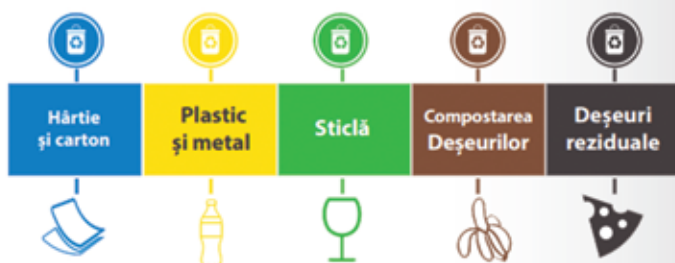 Hârtie
și carton
Plastic
și metal
Sticlă
Compostarea
Deșeurilor
Deșeuri
reziduale